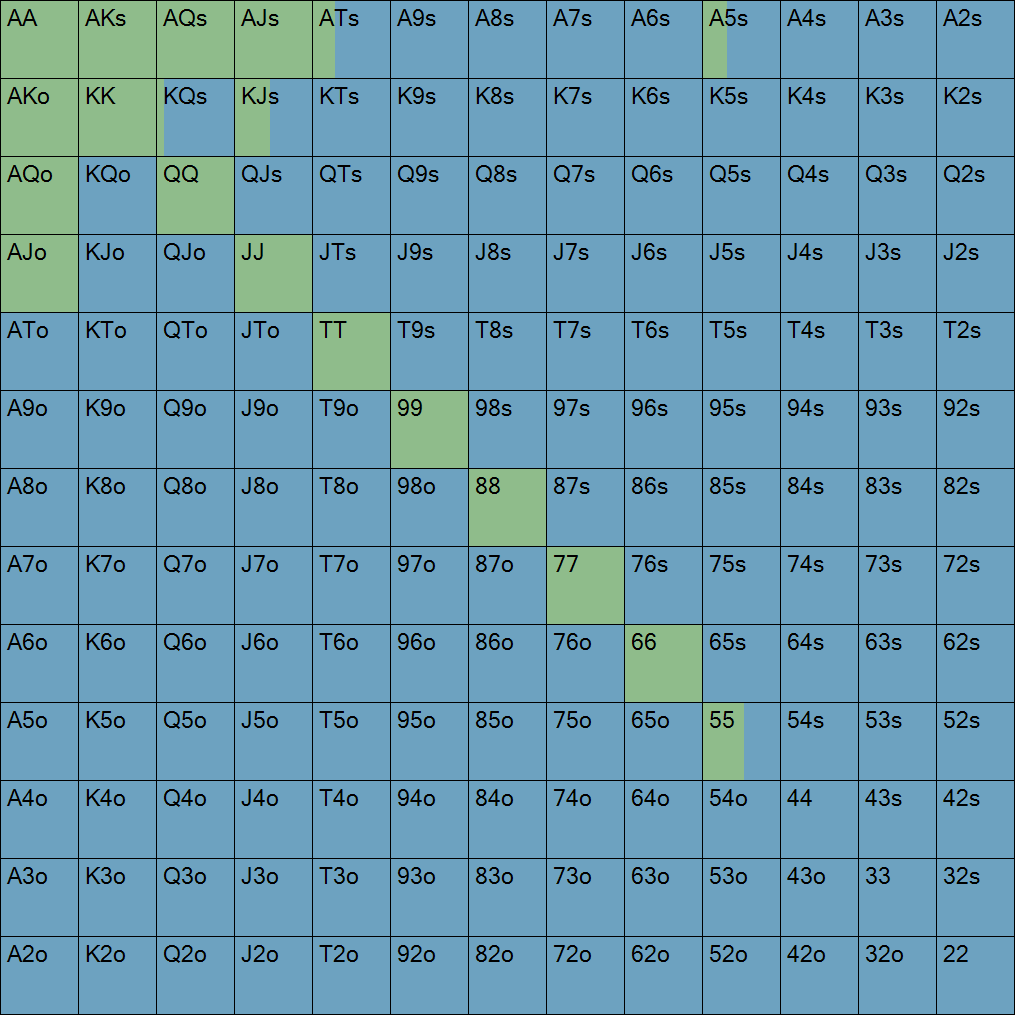 AA AKs AQs AJs ATs A9s A8s A7s A6s A5s A4s A3s A2s
AKo KK KQs KJs KTs K9s K8s K7s K6s K5s K4s K3s K2s
AQo KQo QQ QJs QTs Q9s Q8s Q7s Q6s Q5s Q4s Q3s Q2s
AJo KJo QJo JJ JTs J9s J8s J7s J6s J5s J4s J3s J2s
ATo KTo QTo JTo TT T9s T8s T7s T6s T5s T4s T3s T2s
A9o K9o Q9o J9o T9o 99 98s 97s 96s 95s 94s 93s 92s
A8o K8o Q8o J8o T8o 98o 88 87s 86s 85s 84s 83s 82s
A7o K7o Q7o J7o T7o 97o 87o 77 76s 75s 74s 73s 72s
A6o K6o Q6o J6o T6o 96o 86o 76o 66 65s 64s 63s 62s
A5o K5o Q5o J5o T5o 95o 85o 75o 65o 55 54s 53s 52s
A4o K4o Q4o J4o T4o 94o 84o 74o 64o 54o 44 43s 42s
A3o K3o Q3o J3o T3o 93o 83o 73o 63o 53o 43o 33 32s
A2o K2o Q2o J2o T2o 92o 82o 72o 62o 52o 42o 32o 22